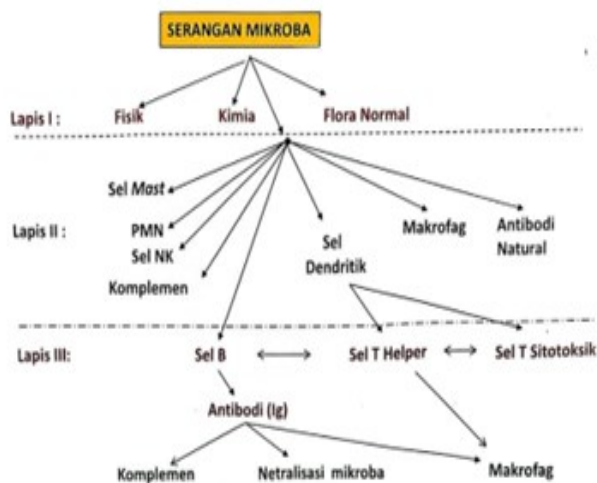 SERANGAN MIKROBA
Lapis I :
Fisik
Kimia
Flora Normal
Lapis II :
Sel Mast
PMN
Sel NK
Komplemen
Sel
Dendritik
Makrofag
Antibodi
Natural
Lapis III:
Sel B
Sel T Helper
Sel T Sitotoksik
Antibodi (Ig)
Komplemen
Netralisasi mikroba
Makrofag